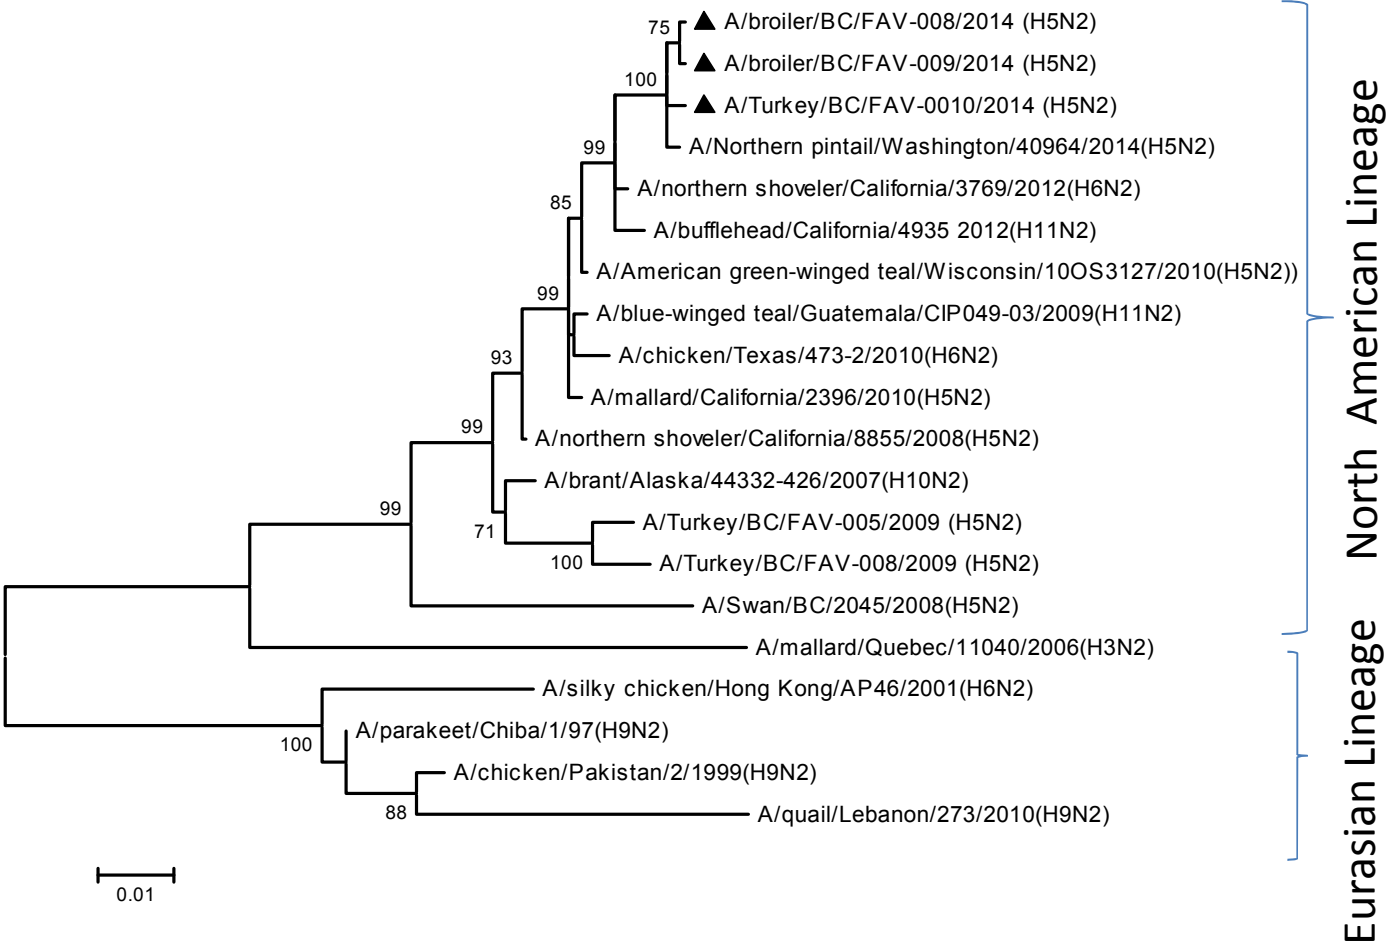 75
▲ A/broiler/BC/FAV-008/2014 (H5N2)
▲ A/broiler/BC/FAV-009/2014 (H5N2)
100
▲ A/Turkey/BC/FAV-0010/2014 (H5N2)
A/Northern pintail/Washington/40964/2014(H5N2)
99
A/northern shoveler/California/3769/2012(H6N2)
85
A/bufflehead/California/4935 2012(H11N2)
A/American green-winged teal/Wisconsin/10OS3127/2010(H5N2))
99
A/blue-winged teal/Guatemala/CIP049-03/2009(H11N2)
93
A/chicken/Texas/473-2/2010(H6N2)
A/mallard/California/2396/2010(H5N2)
99
A/northern shoveler/California/8855/2008(H5N2)
A/brant/Alaska/44332-426/2007(H10N2)
99
A/Turkey/BC/FAV-005/2009 (H5N2)
71
100
A/Turkey/BC/FAV-008/2009 (H5N2)
A/Swan/BC/2045/2008(H5N2)
A/mallard/Quebec/11040/2006(H3N2)
A/silky chicken/Hong Kong/AP46/2001(H6N2)
A/parakeet/Chiba/1/97(H9N2)
100
A/chicken/Pakistan/2/1999(H9N2)
88
A/quail/Lebanon/273/2010(H9N2)
0.01
North American Lineage
Eurasian Lineage